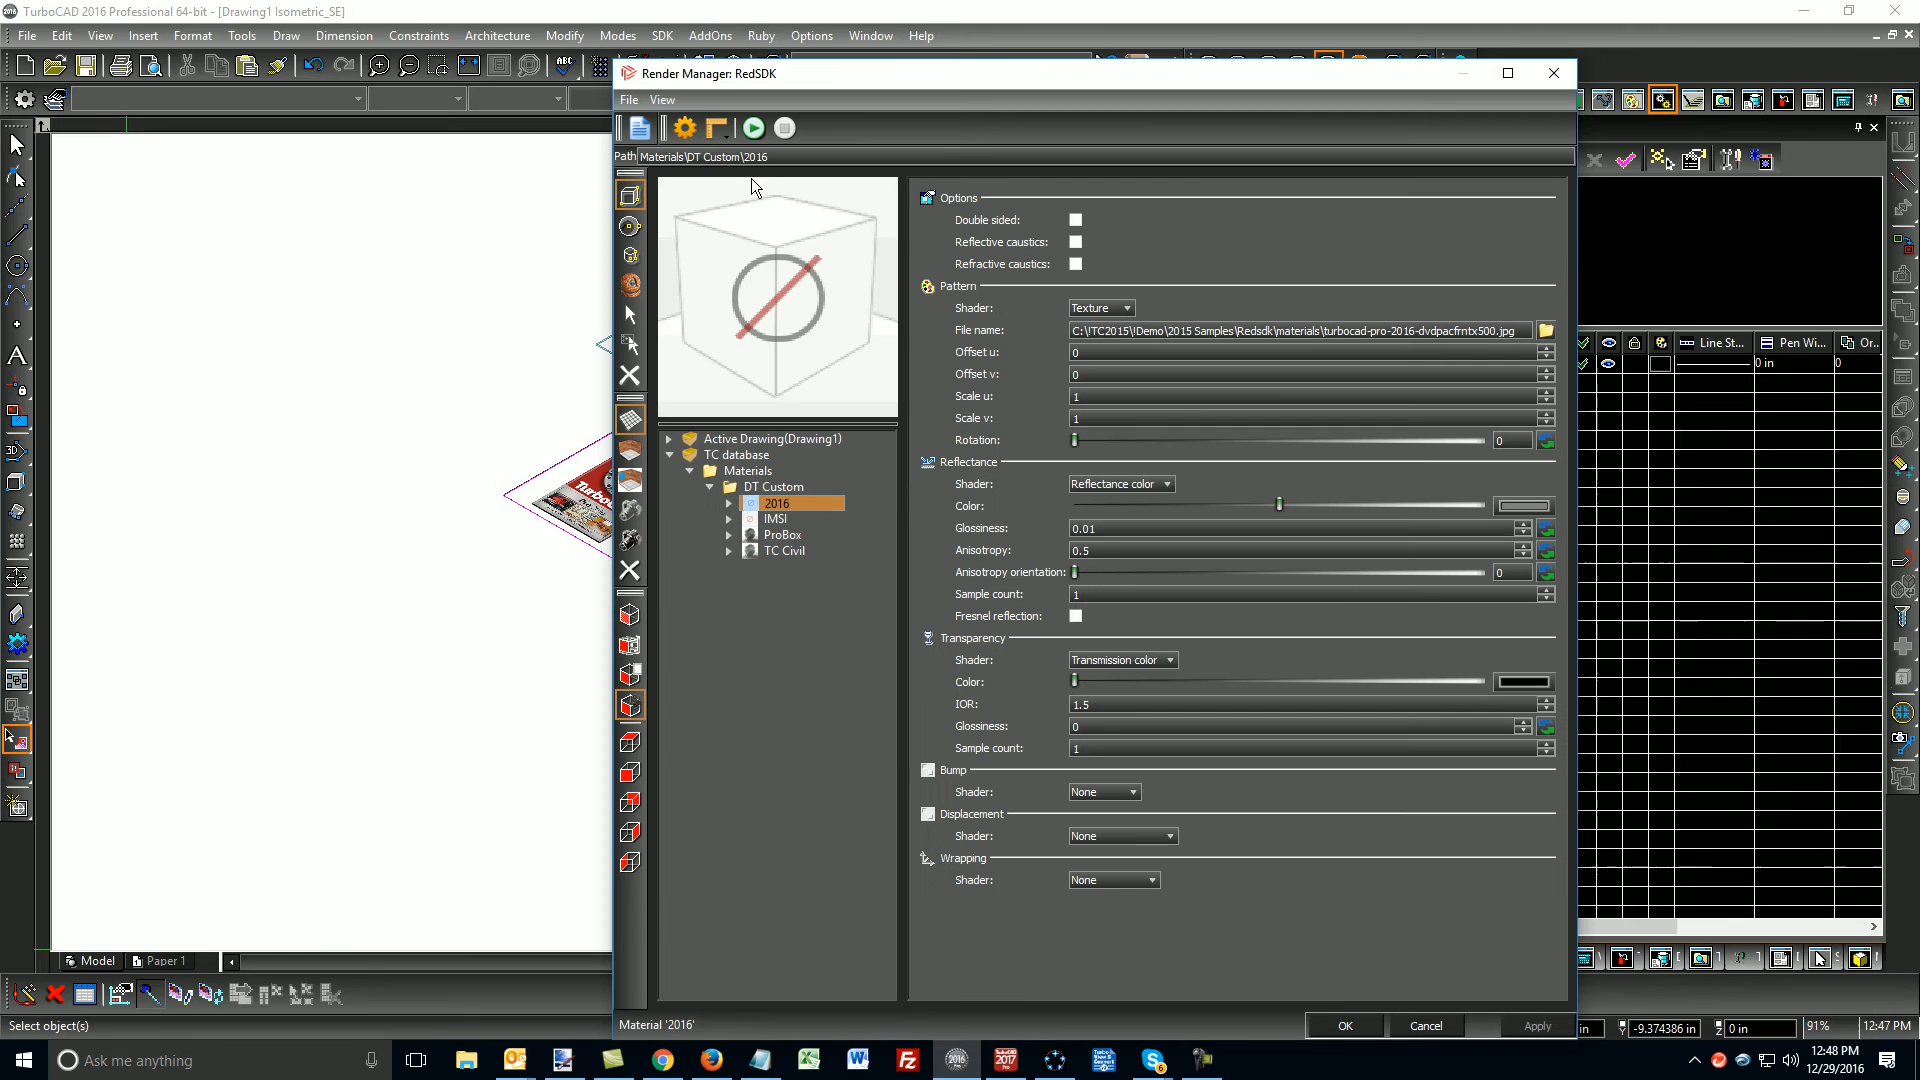 TurboCAD 2016 Professional 64-bit - [Drawing1 Isometric_SE]
File Edit View Insert Format Tools Draw Dimension Constraints Architecture Modify Modes SDK AddOns Ruby Options Window Help
Render Manager: RedSDK
File View
Path Materials\DT Custom\2016
Options
Double sided:
Reflective caustics:
Refractive caustics:
Pattern
Shader: Texture
File name: C:\!TC2015\!Demo\2015 Samples\Redsdk\materials\turbocad-pro-2016-dvdpacfrntx500.jpg
Offset u: 0
Offset v: 0
Scale u: 1
Scale v: 1
Rotation: 0
Reflectance
Shader: Reflectance color
Color:
Glossiness: 0.01
Anisotropy: 0.5
Anisotropy orientation: 0
Sample count: 1
Fresnel reflection:
Transparency
Shader: Transmission color
Color:
IOR: 1.5
Glossiness: 0
Sample count: 1
Bump
Shader: None
Displacement
Shader: None
Wrapping
Shader: None
Active Drawing(Drawing1)
TC database
Materials
DT Custom
2016
IMSI
ProBox
TC Civil
Line St... Pen Wi... Or..
0 in 0
Model Paper 1
Select object(s)
Material '2016'
OK Cancel Apply
in -9.374386 in 0 in 91% 12:47 PM
Ask me anything
12:48 PM
12/29/2016